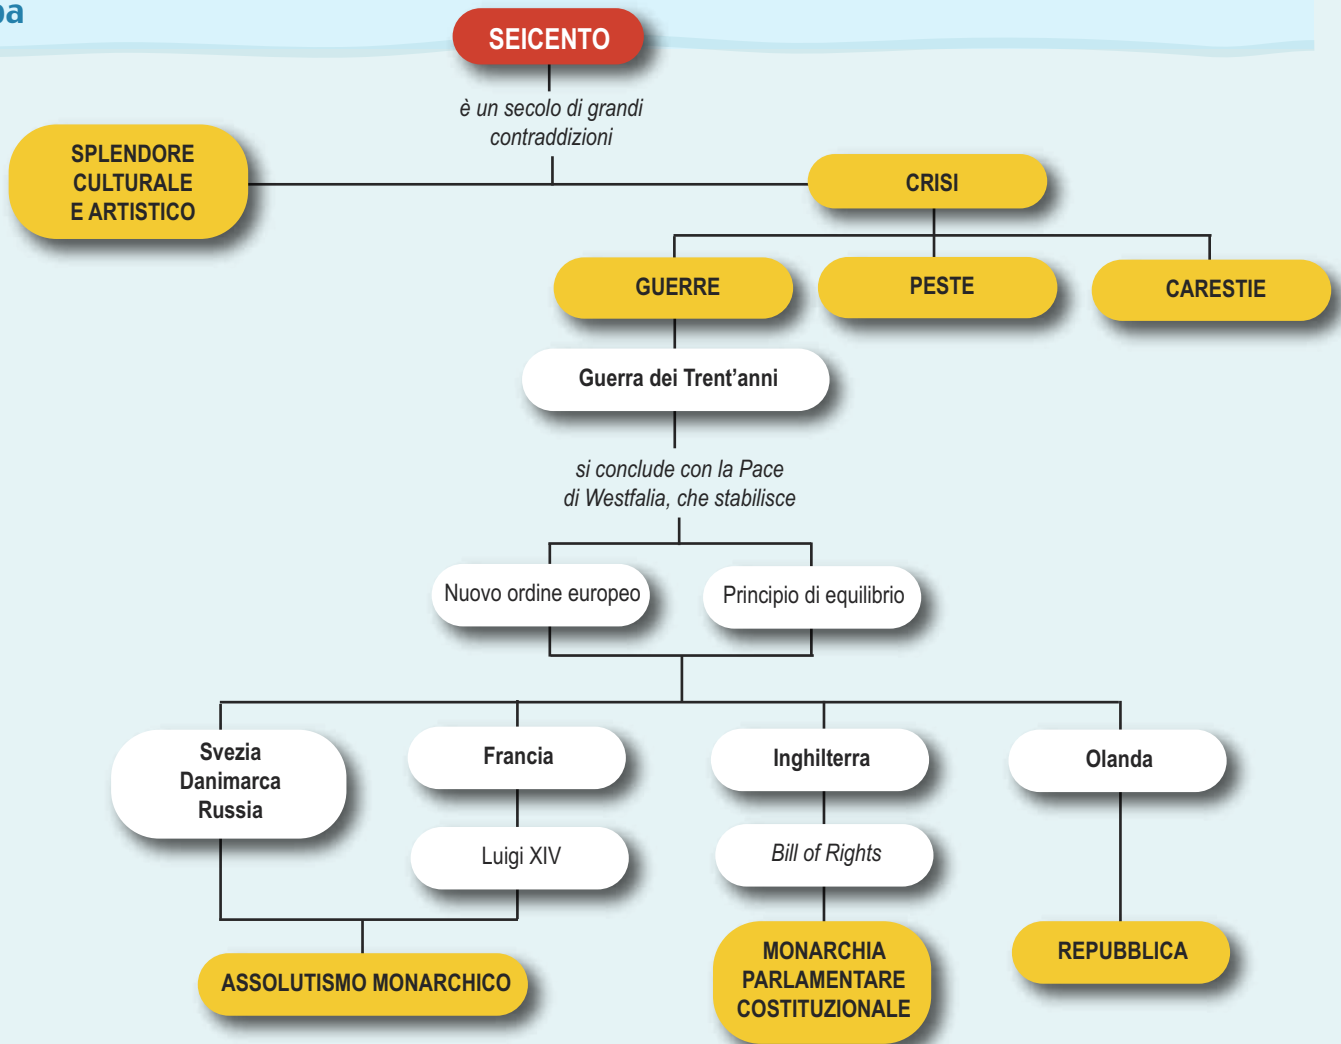 SEICENTO
è un secolo di grandi
contraddizioni
SPLENDORE
CULTURALE
E ARTISTICO
CRISI
GUERRE
PESTE
CARESTIE
Guerra dei Trent’anni
si conclude con la Pace
di Westfalia, che stabilisce
Nuovo ordine europeo
Principio di equilibrio
Svezia
Danimarca
Russia
Francia
Inghilterra
Olanda
Luigi XIV
Bill of Rights
ASSOLUTISMO MONARCHICO
MONARCHIA
PARLAMENTARE
COSTITUZIONALE
REPUBBLICA